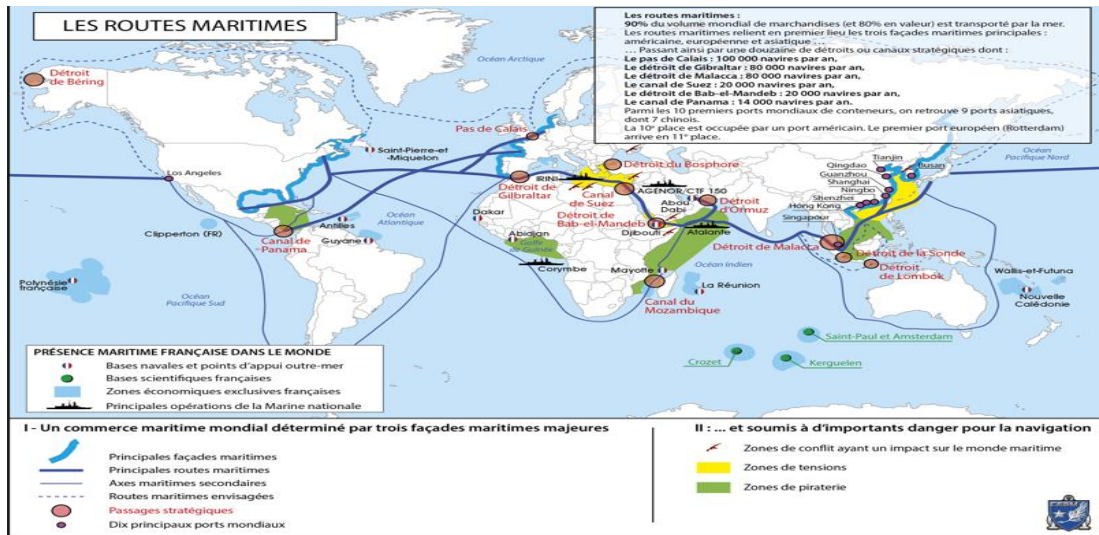 LES ROUTES MARITIMES
Les routes maritimes :
90% du volume mondial de marchandises (et 80% en valeur) est transporté par la mer.
Les routes maritimes relient en premier lieu les trois façades maritimes principales :
américaine, européenne et asiatique ...
... Passant ainsi par une douzaine de détroits ou canaux stratégiques dont :
Le pas de Calais : 100 000 navires par an,
Le détroit de Gibraltar : 80 000 navires par an,
Le détroit de Malacca : 80 000 navires par an,
Le canal de Suez : 20 000 navires par an,
Le détroit de Bab-el-Mandeb : 20 000 navires par an,
Le canal de Panama : 14 000 navires par an.
Parmi les 10 premiers ports mondiaux de conteneurs, on retrouve 9 ports asiatiques,
dont 7 chinois.
La 10e place est occupée par un port américain. Le premier port européen (Rotterdam)
arrive en 11e place.
Océan Arctique
Détroit
de Béring
Pas de Calais
Saint-Pierre-et
-Miquelon
Los Angeles
Détroit de
Gibraltar
IRINI
Détroit du Bosphore
Canal
de Suez
AGENOR/CTF 150
Abou
Dabi
Détroit
d'Ormuz
Tianjin
Qingdao
Busan
Guanzhou
Shanghai
Ningbo
Shenzhei
Hong Kong
Singapour
Océan
Pacifique Nord
Clipperton (FR)
Canal de
Panama
Antilles
Guyane
Océan
Atlantique
Dakar
Abidjan
Golfe
de Guinée
Corymbe
Détroit de
Bab-el-Mandeb
Djibouti
Atalante
Détroit de Malacca
Détroit de la Sonde
Détroit
de
Lombok
Mayotte
Océan Indien
La Réunion
Canal du
Mozambique
Wallis-et-Futuna
Nouvelle
Calédonie
Polynésie
française
Océan
Pacifique Sud
Saint-Paul et Amsterdam
Crozet
Kerguelen
PRÉSENCE MARITIME FRANÇAISE DANS LE MONDE
Bases navales et points d'appui outre-mer
Bases scientifiques françaises
Zones économiques exclusives françaises
Principales opérations de la Marine nationale
I - Un commerce maritime mondial déterminé par trois façades maritimes majeures
Principales façades maritimes
Principales routes maritimes
Axes maritimes secondaires
Routes maritimes envisagées
Passages stratégiques
Dix principaux ports mondiaux
II : ... et soumis à d'importants danger pour la navigation
Zones de conflit ayant un impact sur le monde maritime
Zones de tensions
Zones de piraterie
CESM